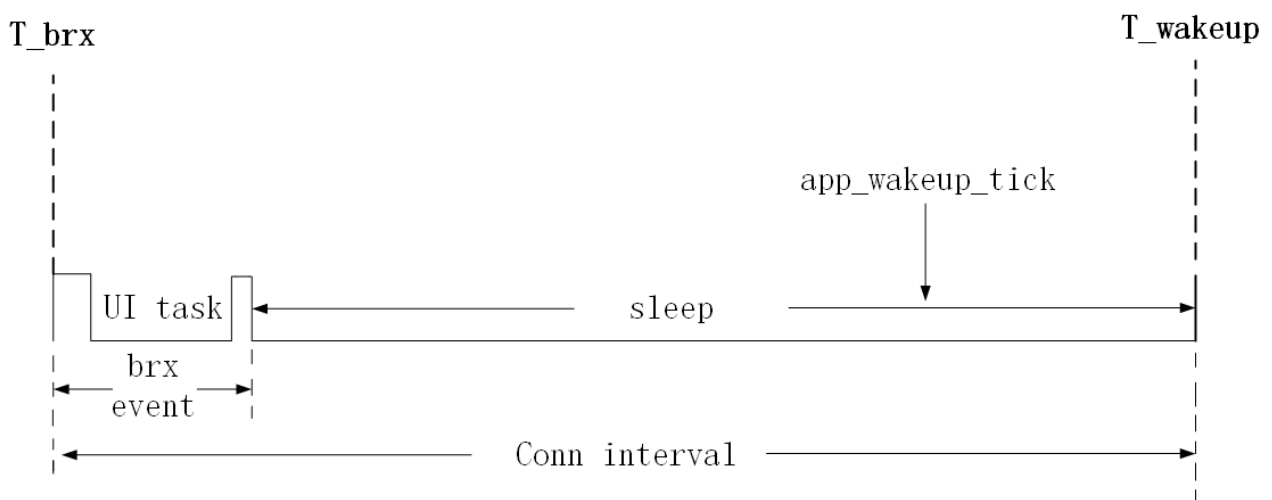 T_brx
T_wakeup
app_wakeup_tick
UI task
sleep
brx
event
Conn interval